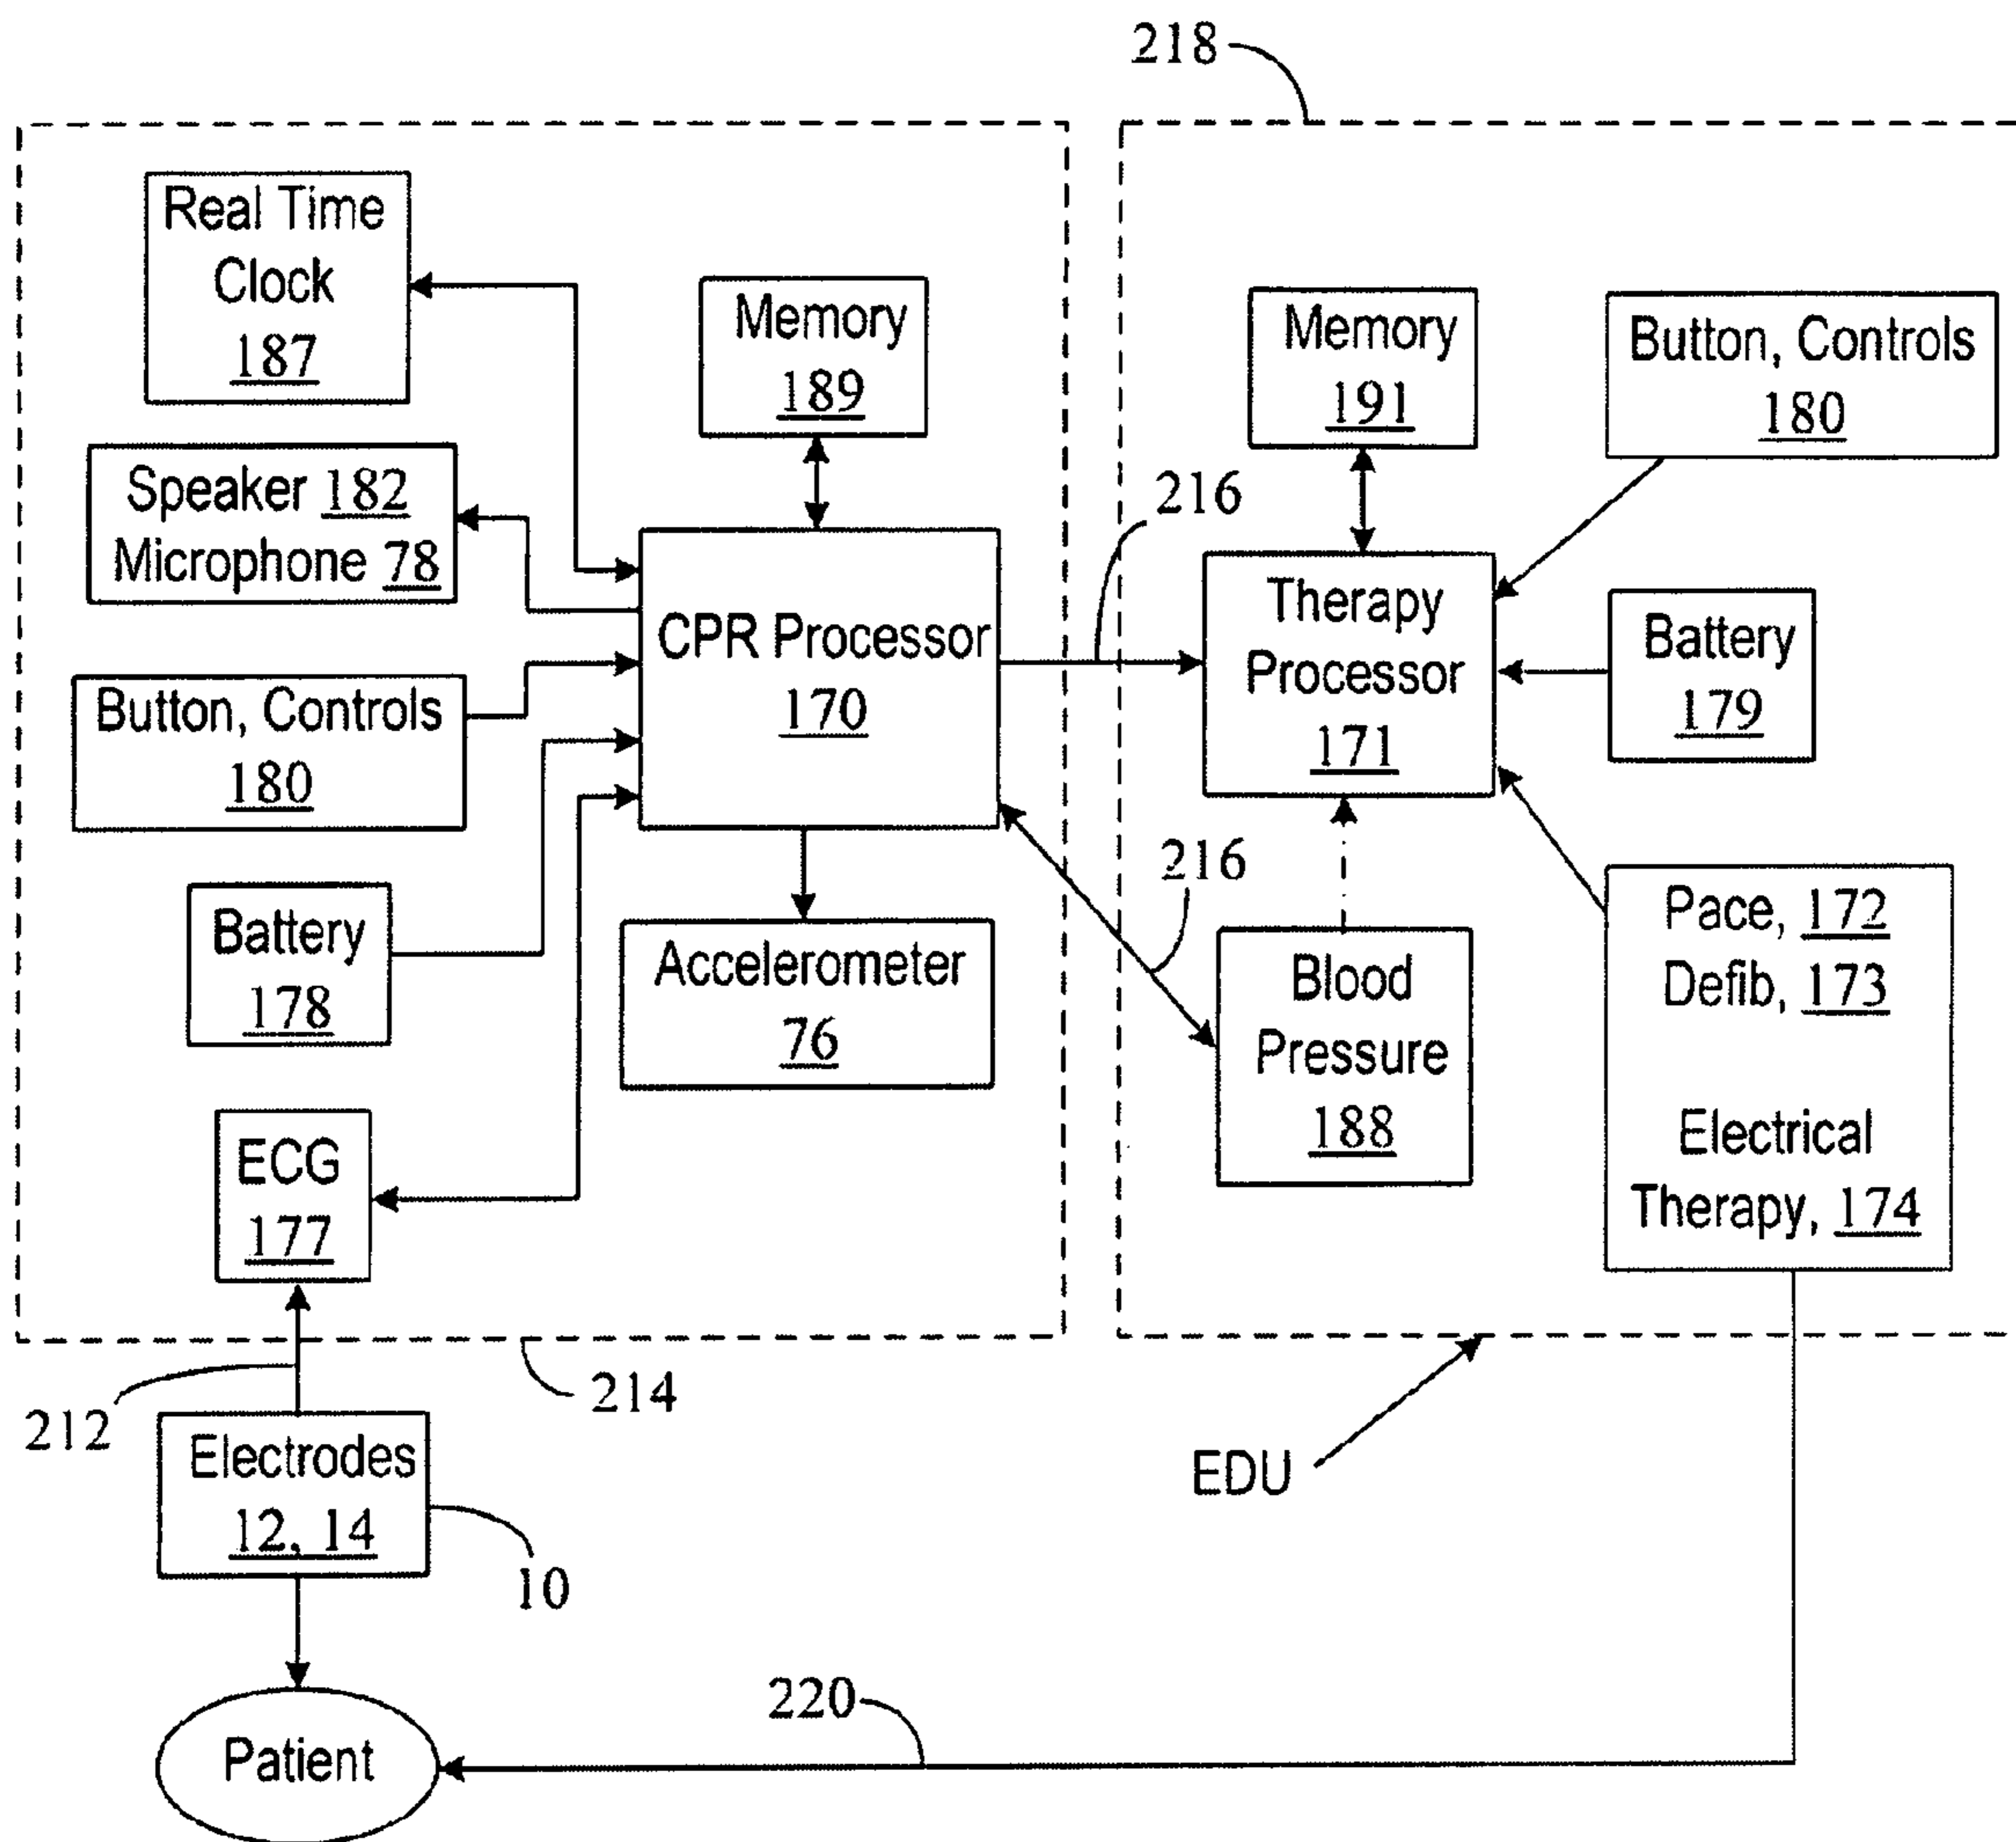 218
Real Time
Clock
187
Memory
189
Speaker 182
Microphone 78
Button, Controls
180
CPR Processor
170
Battery
178
Accelerometer
76
ECG
177
216
216
Memory
191
Button, Controls
180
Therapy
Processor
171
Battery
179
Blood
Pressure
188
Pace, 172
Defib, 173
Electrical
Therapy, 174
212
214
Electrodes
12, 14
10
EDU
220
Patient